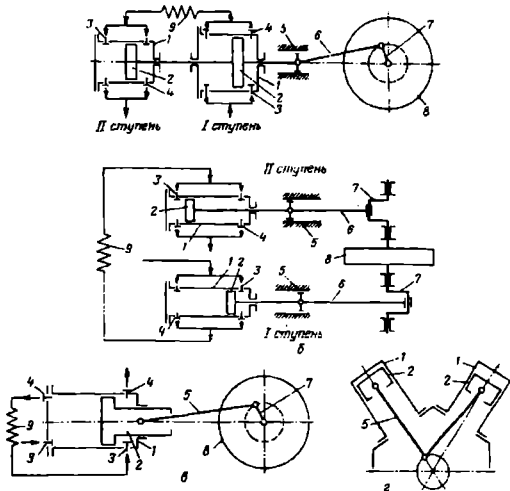 3 9 4 5 6 7
1 2 4 1 2 3 8
II ступень I ступень
II ступень
3 2 1 4 5 6 7
9 8
1 2 3 4 5 6 7
I ступень б
4 4 5 7 1 1
2 2
9 8 5
3 3 2 1
в г